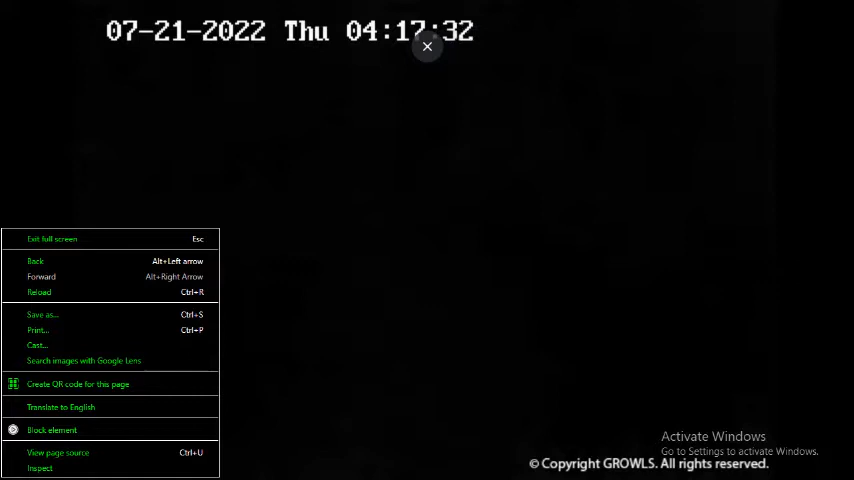 07-21-2022 Thu 04:17:32
Exit full screen Esc
Back Alt+Left arrow
Forward Alt+Right Arrow
Reload Ctrl+R
Save as... Ctrl+S
Print... Ctrl+P
Cast...
Search images with Google Lens
Create QR code for this page
Translate to English
Block element
View page source Ctrl+U
Inspect
Activate Windows
Go to Settings to activate Windows.
© Copyright GROWLS. All rights reserved.